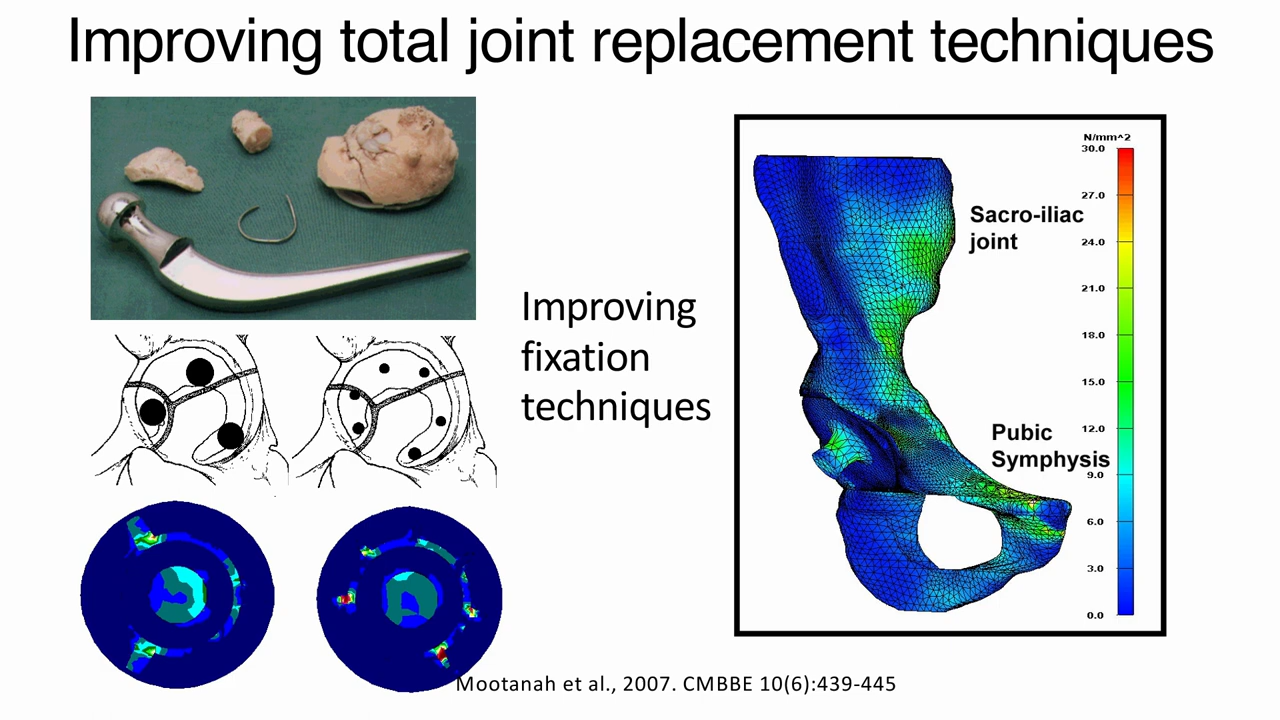 Improving total joint replacement techniques
Improving
fixation
techniques
N/mm^2
30.0
27.0
24.0
21.0
18.0
15.0
12.0
9.0
6.0
3.0
0.0
Sacro-iliac
joint
Pubic
Symphysis
Mootanah et al., 2007. CMBBE 10(6):439-445